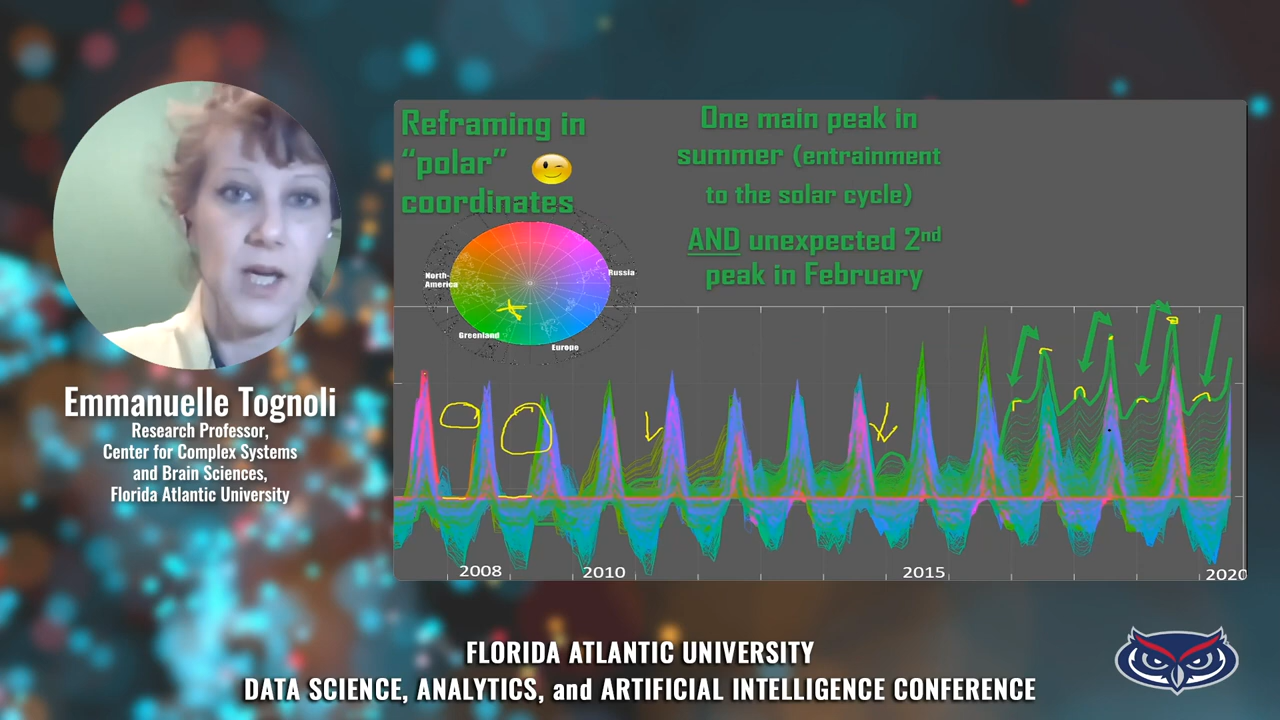 Reframing in
"polar"
coordinates
One main peak in
summer (entrainment
to the solar cycle)
AND unexpected 2nd
peak in February
North-
America
Russia
Greenland
Europe
2008
2010
2015
2020
Emmanuelle Tognoli
Research Professor,
Center for Complex Systems
and Brain Sciences,
Florida Atlantic University
FLORIDA ATLANTIC UNIVERSITY
DATA SCIENCE, ANALYTICS, and ARTIFICIAL INTELLIGENCE CONFERENCE